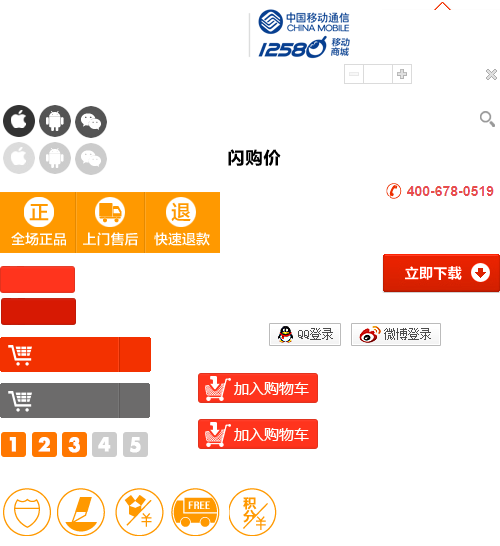 中国移动通信
CHINA MOBILE
12580 移动
商城
闪购价
400-678-0519
正 退
全场正品 上门售后 快速退款
立即下载
QQ登录 微博登录
加入购物车
加入购物车
1 2 3 4 5
¥ FREE 积分/¥